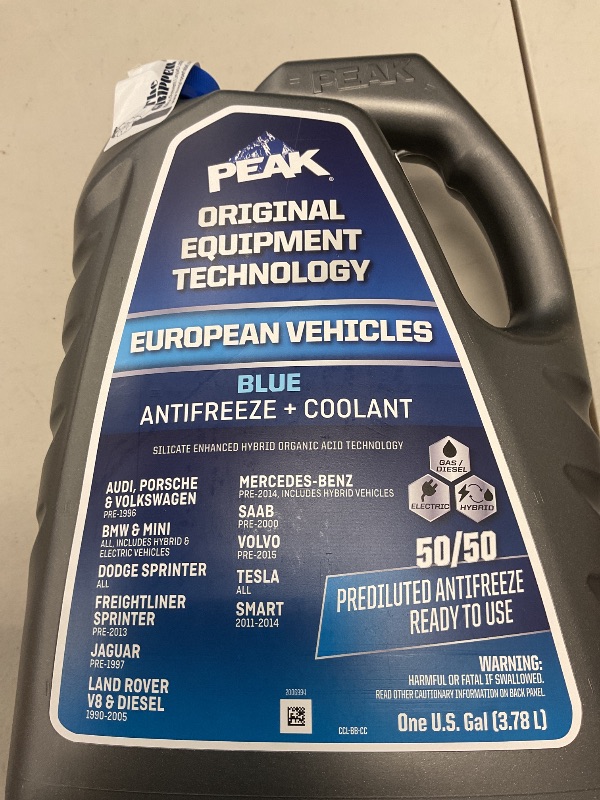 PEAK
THE
GRIPPER
PEAK
ORIGINAL
EQUIPMENT
TECHNOLOGY
EUROPEAN VEHICLES
BLUE
ANTIFREEZE + COOLANT
SILICATE ENHANCED HYBRID ORGANIC ACID TECHNOLOGY
GAS /
DIESEL
ELECTRIC
HYBRID
AUDI, PORSCHE
& VOLKSWAGEN
PRE-1996
BMW & MINI
ALL, INCLUDES HYBRID &
ELECTRIC VEHICLES
DODGE SPRINTER
ALL
FREIGHTLINER
SPRINTER
PRE-2013
JAGUAR
PRE-1997
LAND ROVER
V8 & DIESEL
1990-2005
MERCEDES-BENZ
PRE-2014, INCLUDES HYBRID VEHICLES
SAAB
PRE-2000
VOLVO
PRE-2015
TESLA
ALL
SMART
2011-2014
50/50
PREDILUTED ANTIFREEZE
READY TO USE
WARNING:
HARMFUL OR FATAL IF SWALLOWED.
READ OTHER CAUTIONARY INFORMATION ON BACK PANEL
CCL-BB-CC
One U.S. Gal (3.78 L)